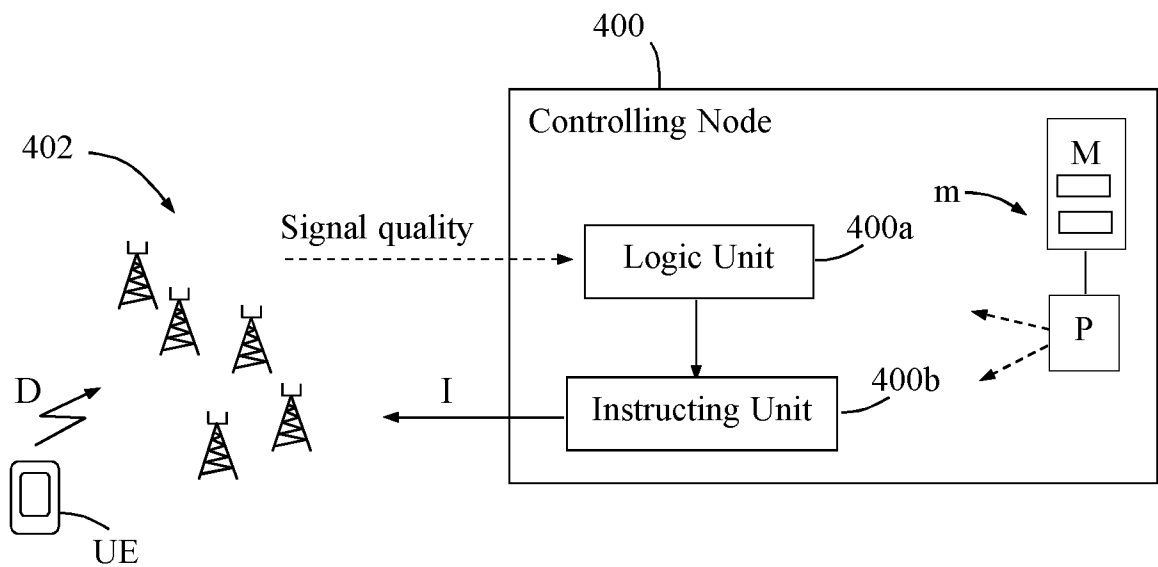 400
Controlling Node
402
M
m
Signal quality
400a
Logic Unit
P
D
I
400b
Instructing Unit
UE